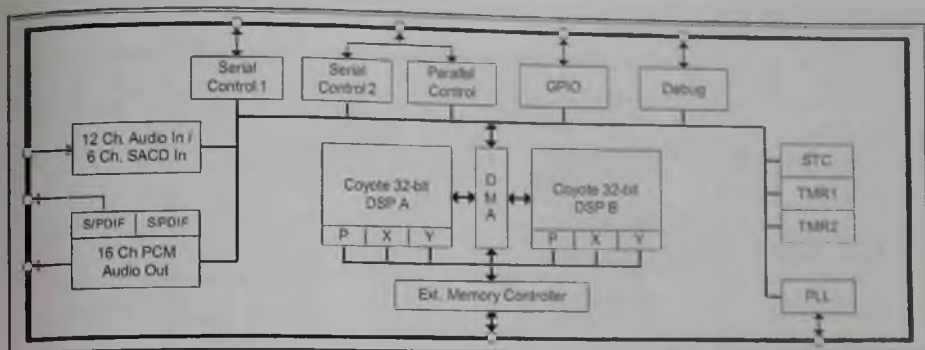 Serial
Control 1
Serial
Control 2
Parallel
Control
GPIO
Debug
12 Ch. Audio In /
6 Ch. SACD In
Coyote 32-bit
DSP A
D
M
A
Coyote 32-bit
DSP B
STC
TMR1
TMR2
S/PDIF S/PDIF
P X Y
P X Y
16 Ch PCM
Audio Out
Ext. Memory Controller
PLL